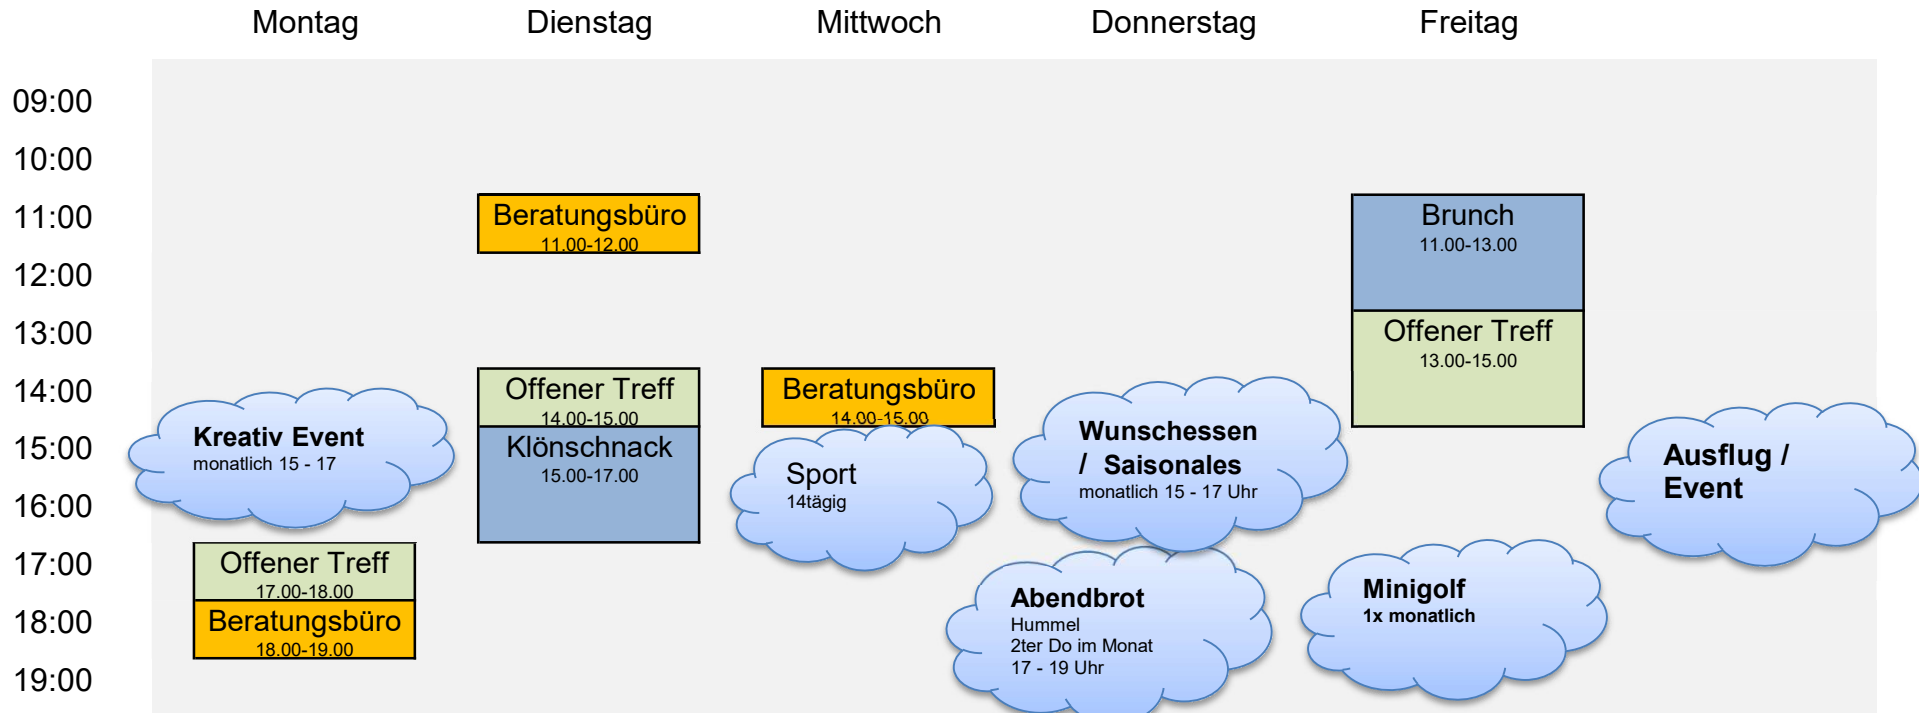 Montag Dienstag Mittwoch Donnerstag Freitag
09:00
10:00
11:00
12:00
13:00
14:00
15:00
16:00
17:00
18:00
19:00
Kreativ Event
monatlich 15 - 17
Offener Treff
17.00-18.00
Beratungsbüro
18.00-19.00
Beratungsbüro
11.00-12.00
Offener Treff
14.00-15.00
Klönschnack
15.00-17.00
Beratungsbüro
14.00-15.00
Sport
14tägig
Wunschessen
/ Saisonales
monatlich 15 - 17 Uhr
Abendbrot
Hummel
2ter Do im Monat
17 - 19 Uhr
Brunch
11.00-13.00
Offener Treff
13.00-15.00
Minigolf
1x monatlich
Ausflug /
Event